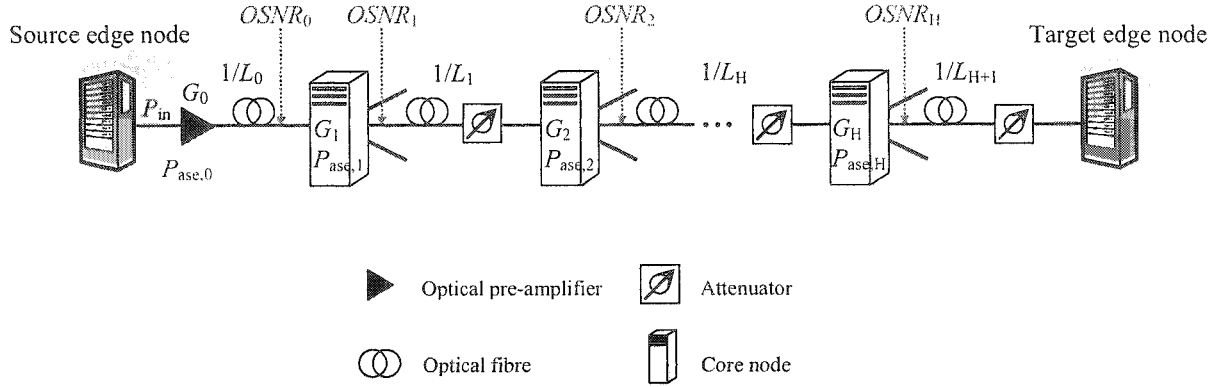 OSNR0 OSNR1 OSNR2 OSNRH
Source edge node Target edge node
1/L0 1/L1 1/LH 1/LH+1
G0
Pin
G1 G2 GH
Pase,0 Pase,1 Pase,2 Pase,H
Optical pre-amplifier Attenuator
Optical fibre Core node